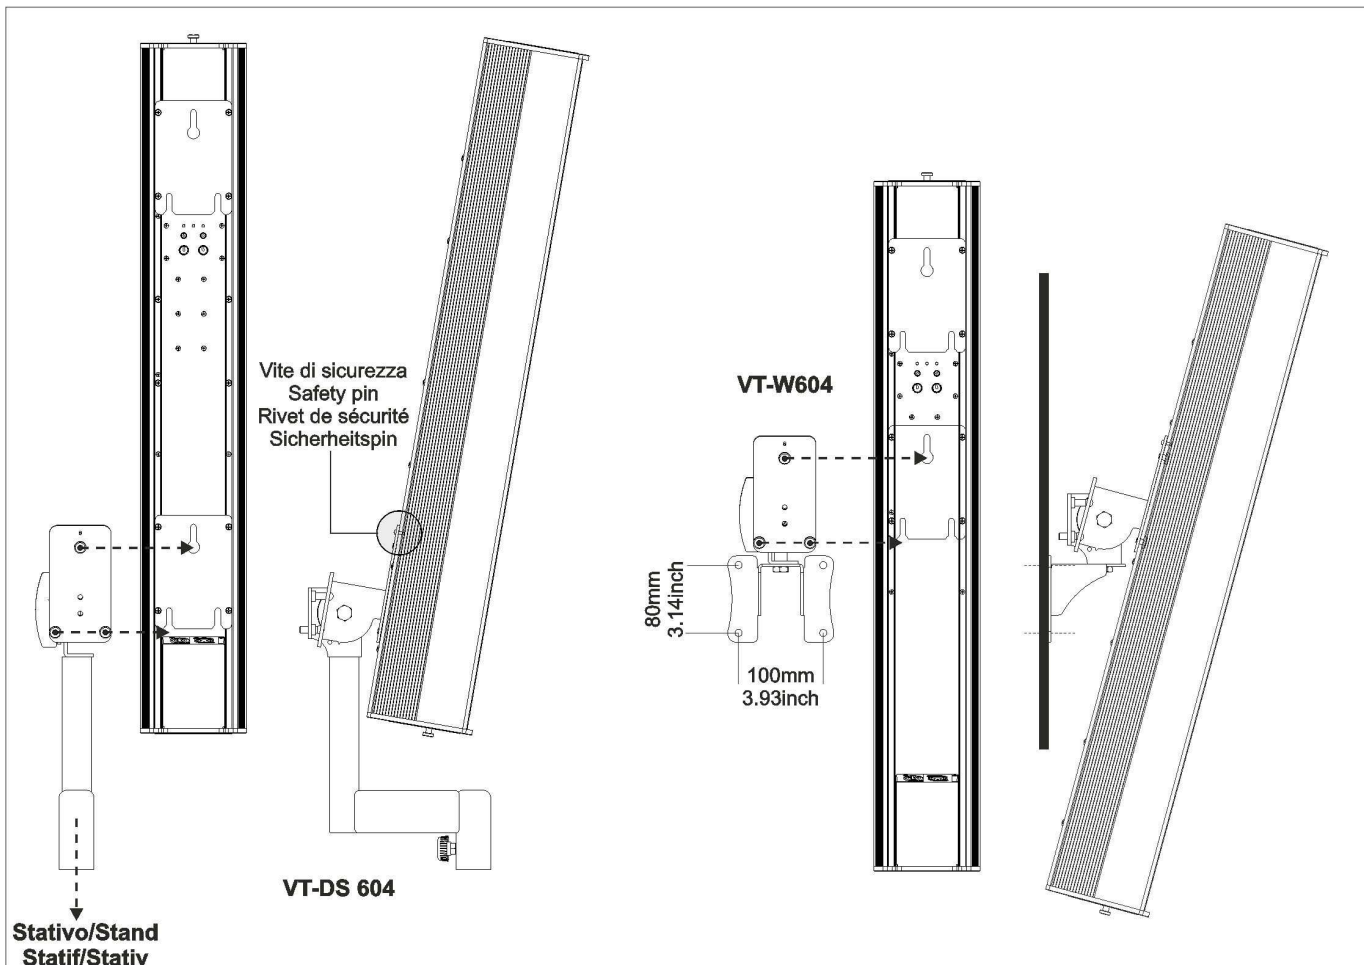 Vite di sicurezza
Safety pin
Rivet de sécurité
Sicherheitspin
VT-DS 604
Stativo/Stand
Statif/Stativ
VT-W604
80mm
3.14inch
100mm
3.93inch